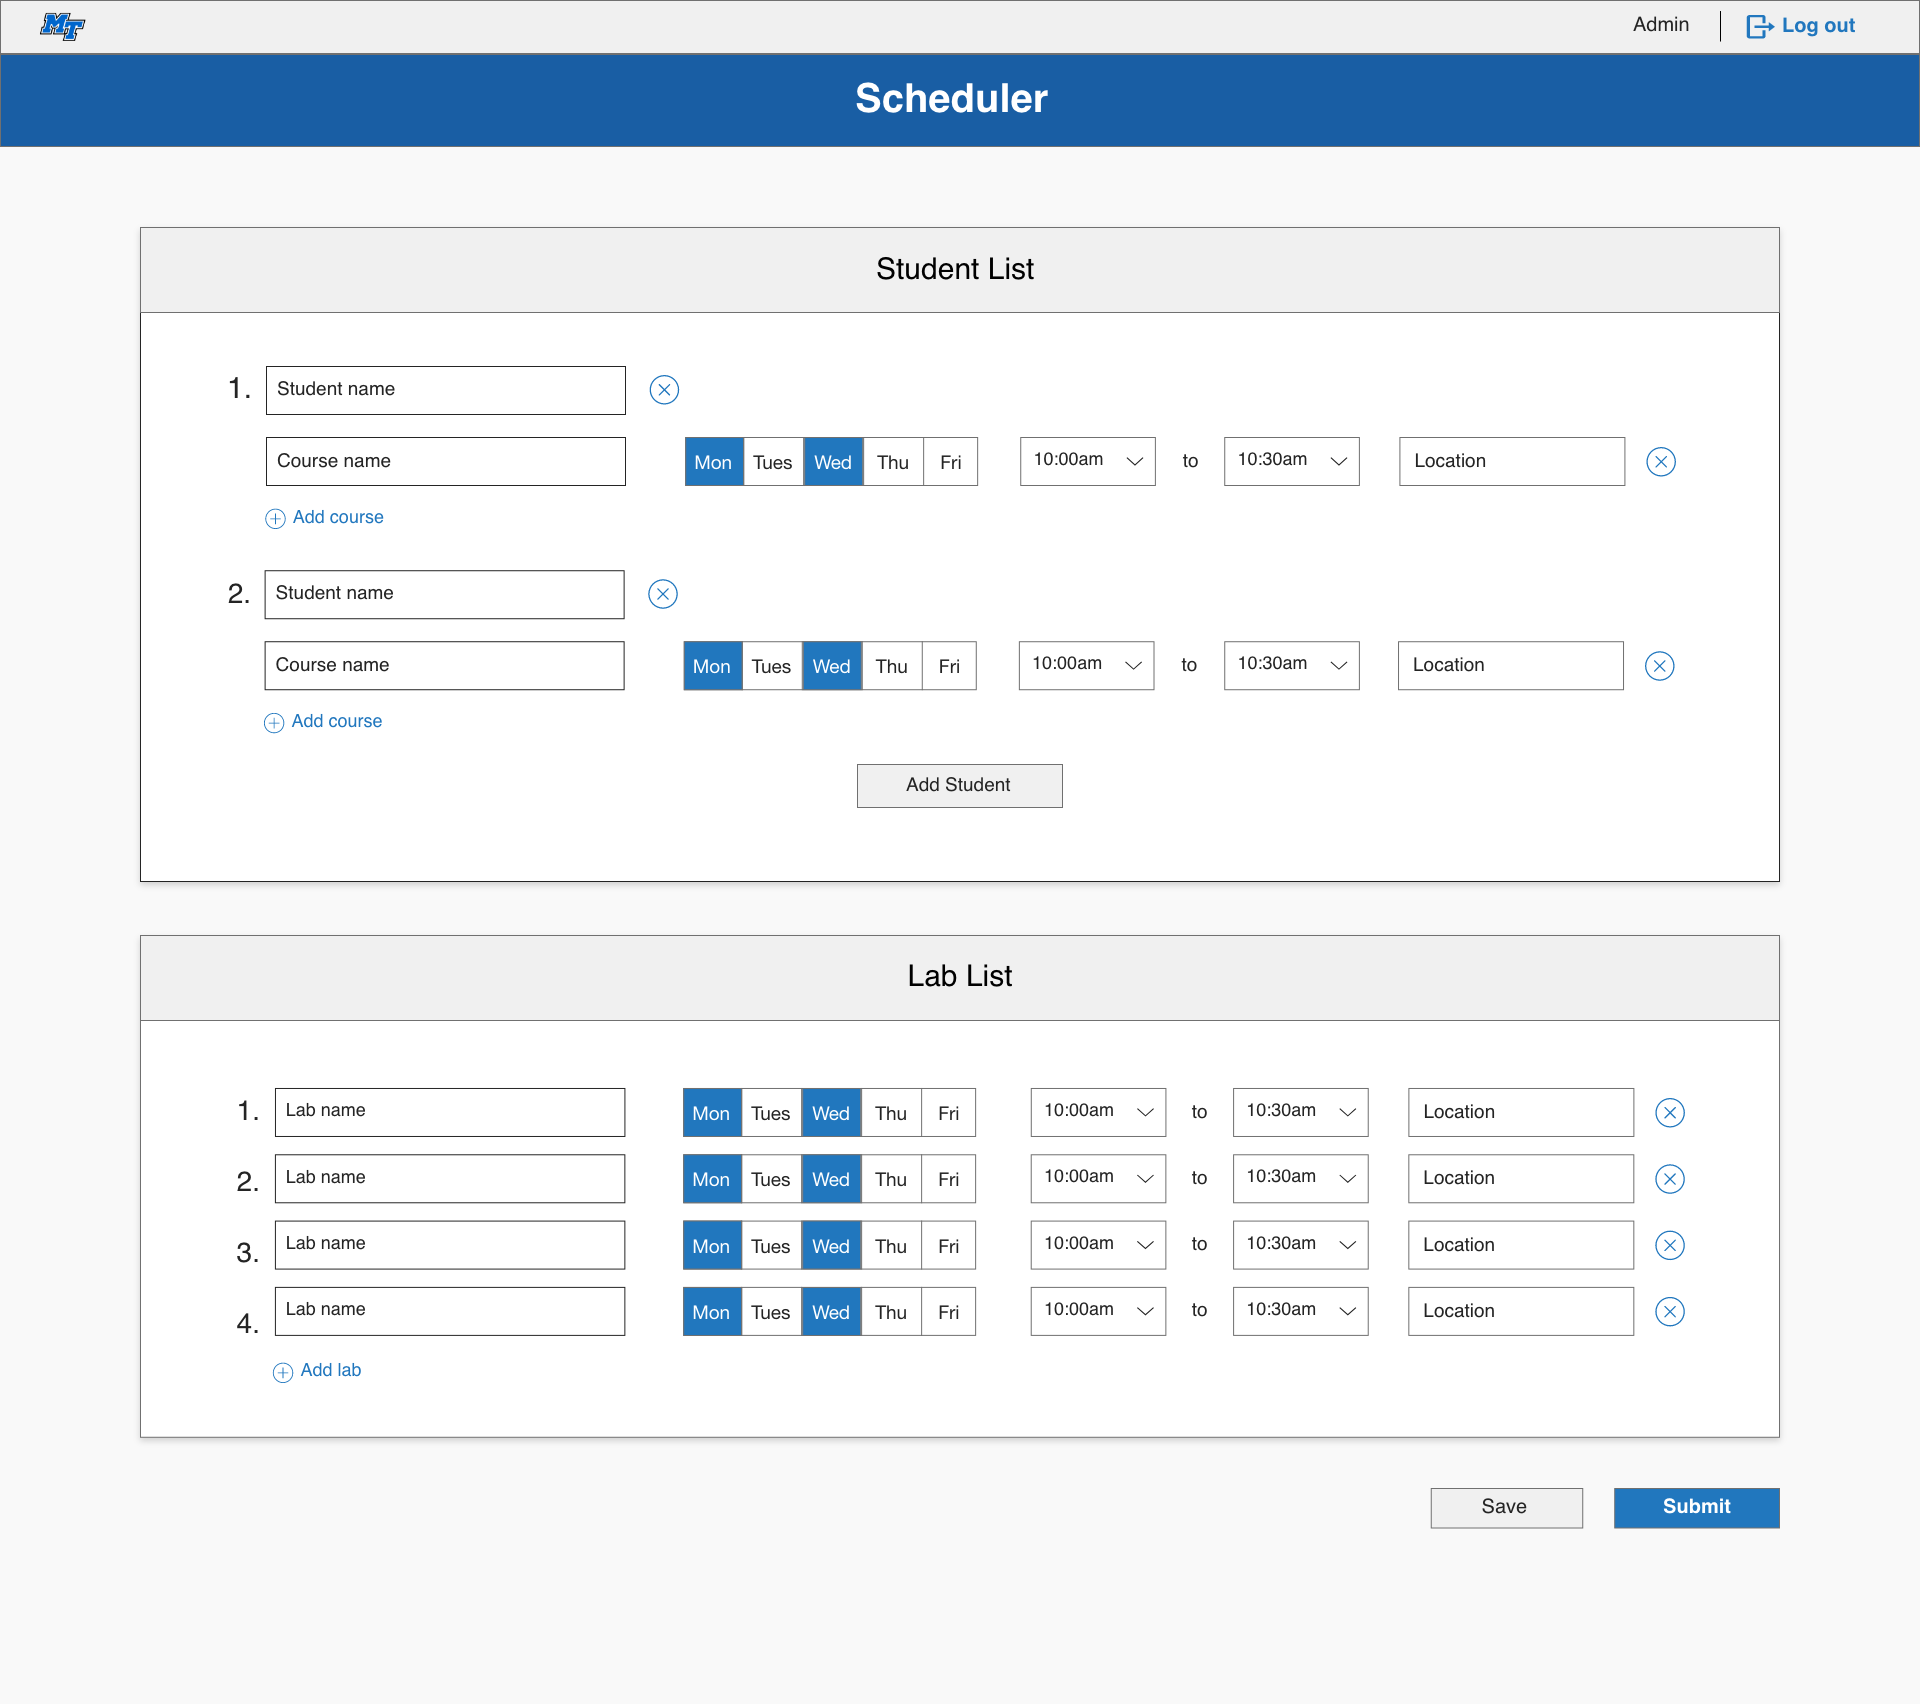 MT Admin Log out
Scheduler
Student List
1. Student name
Course name Mon Tues Wed Thu Fri 10:00am to 10:30am Location
Add course
2. Student name
Course name Mon Tues Wed Thu Fri 10:00am to 10:30am Location
Add course
Add Student
Lab List
1. Lab name Mon Tues Wed Thu Fri 10:00am to 10:30am Location
2. Lab name Mon Tues Wed Thu Fri 10:00am to 10:30am Location
3. Lab name Mon Tues Wed Thu Fri 10:00am to 10:30am Location
4. Lab name Mon Tues Wed Thu Fri 10:00am to 10:30am Location
Add lab
Save Submit